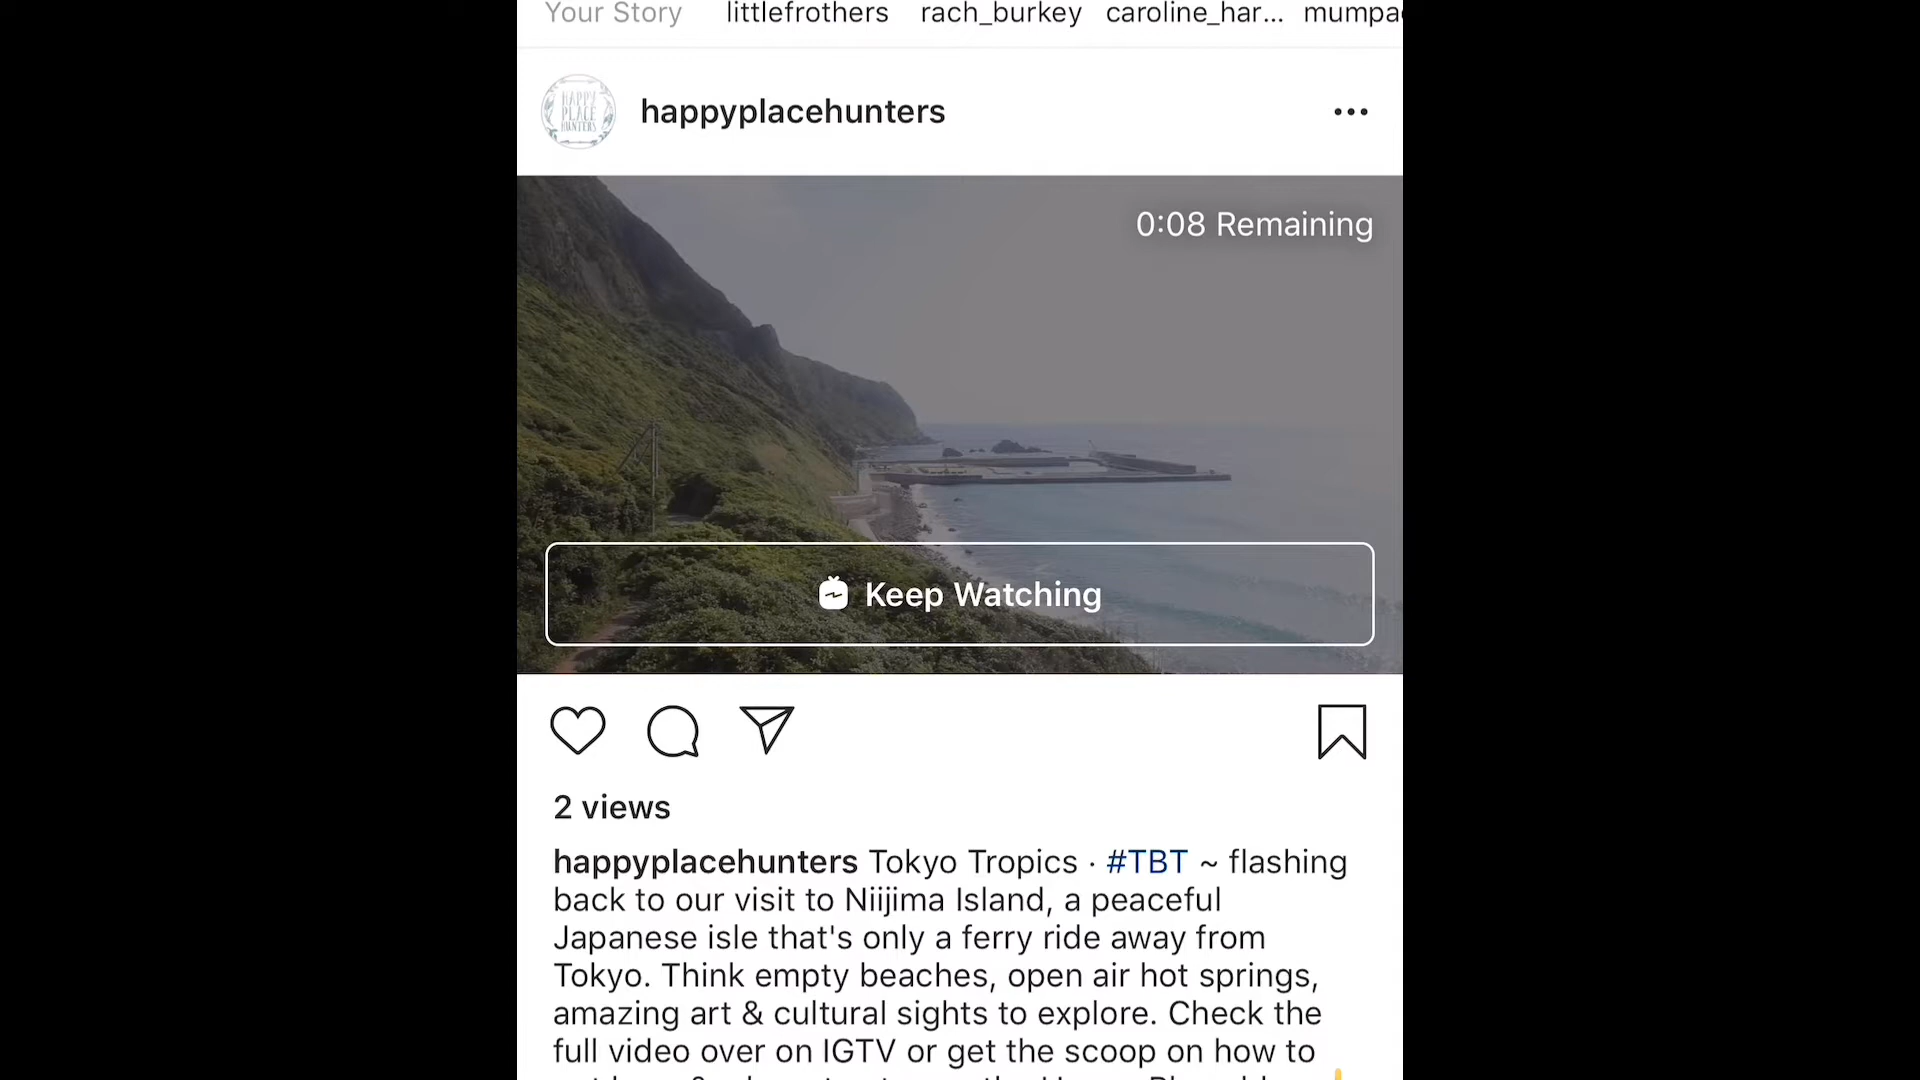 Your Story littlefrothers rach_burkey caroline_har... mumpa
HAPPY
PLACE
HUNTERS
happyplacehunters
0:08 Remaining
Keep Watching
2 views
happyplacehunters Tokyo Tropics · #TBT ~ flashing
back to our visit to Niijima Island, a peaceful
Japanese isle that's only a ferry ride away from
Tokyo. Think empty beaches, open air hot springs,
amazing art & cultural sights to explore. Check the
full video over on IGTV or get the scoop on how to